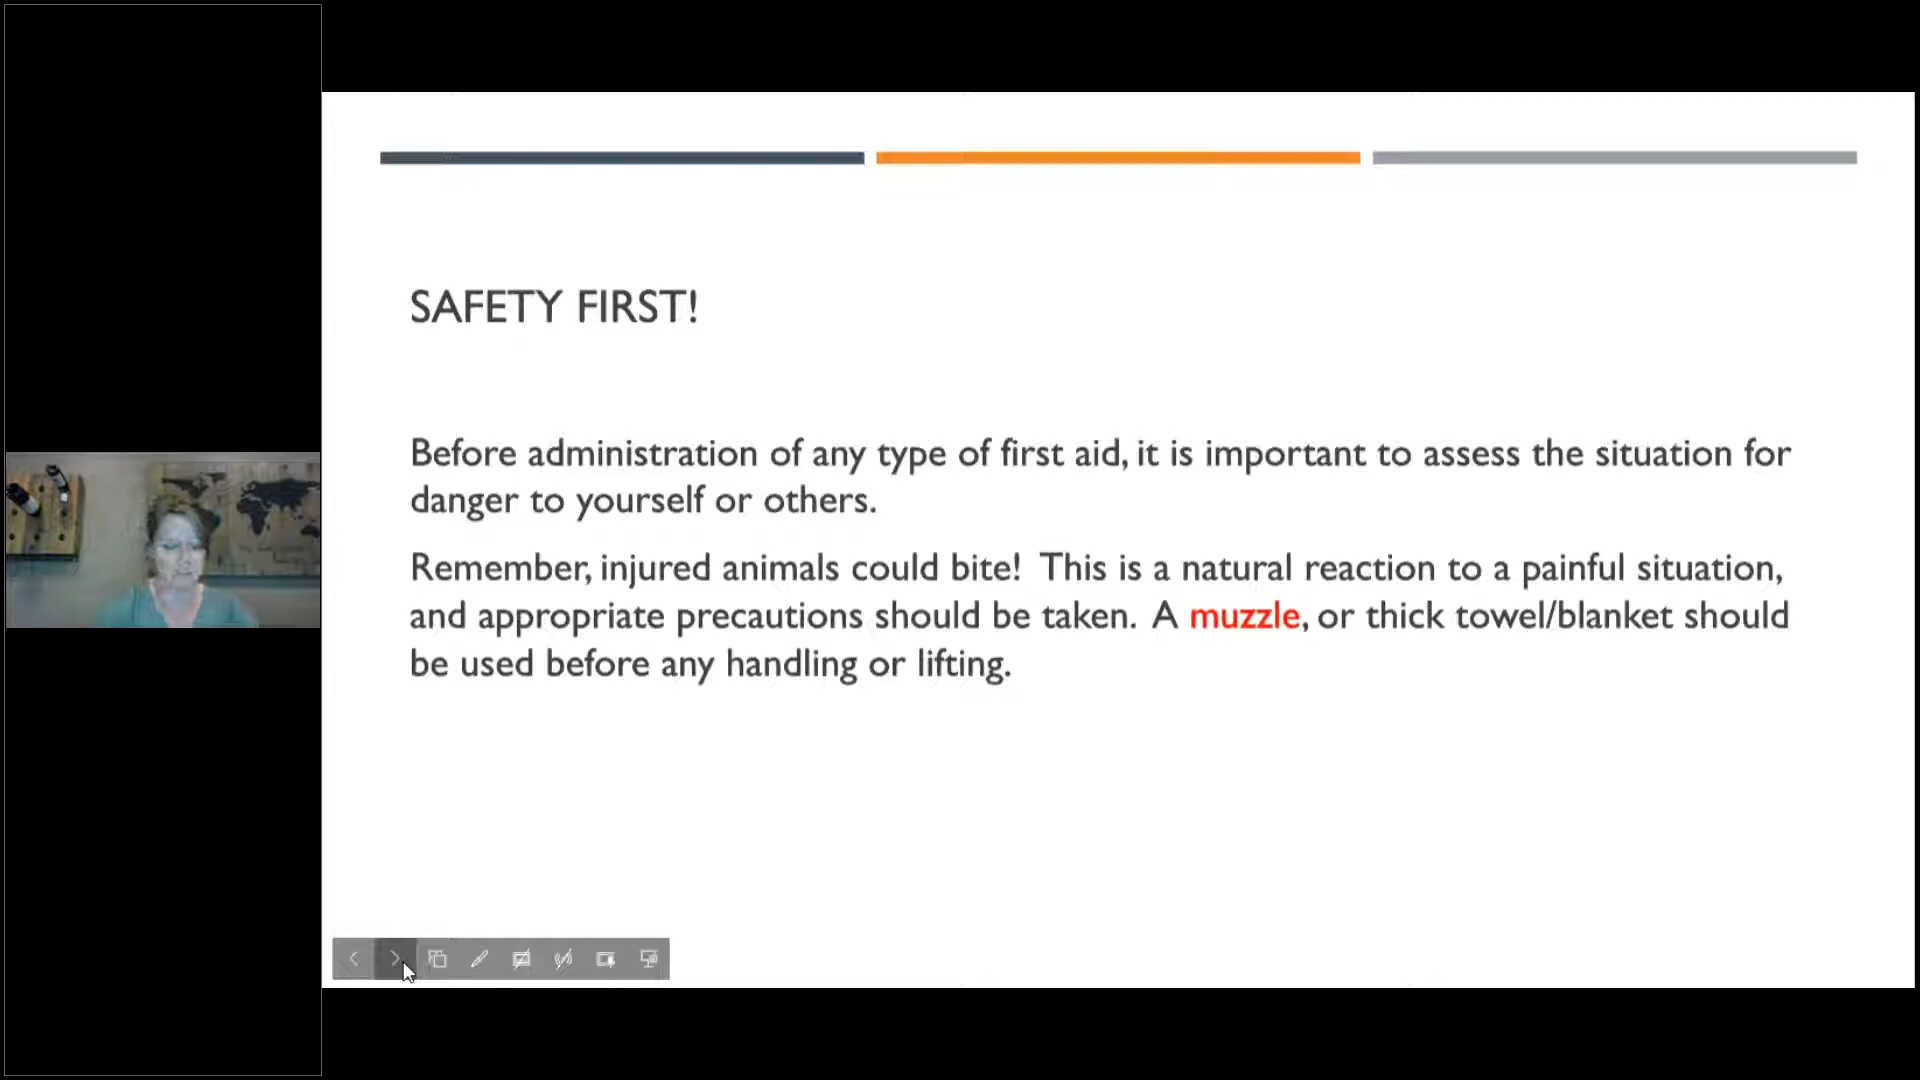 SAFETY FIRST!
Before administration of any type of first aid, it is important to assess the situation for
danger to yourself or others.
Remember, injured animals could bite!  This is a natural reaction to a painful situation,
and appropriate precautions should be taken.  A muzzle, or thick towel/blanket should
be used before any handling or lifting.